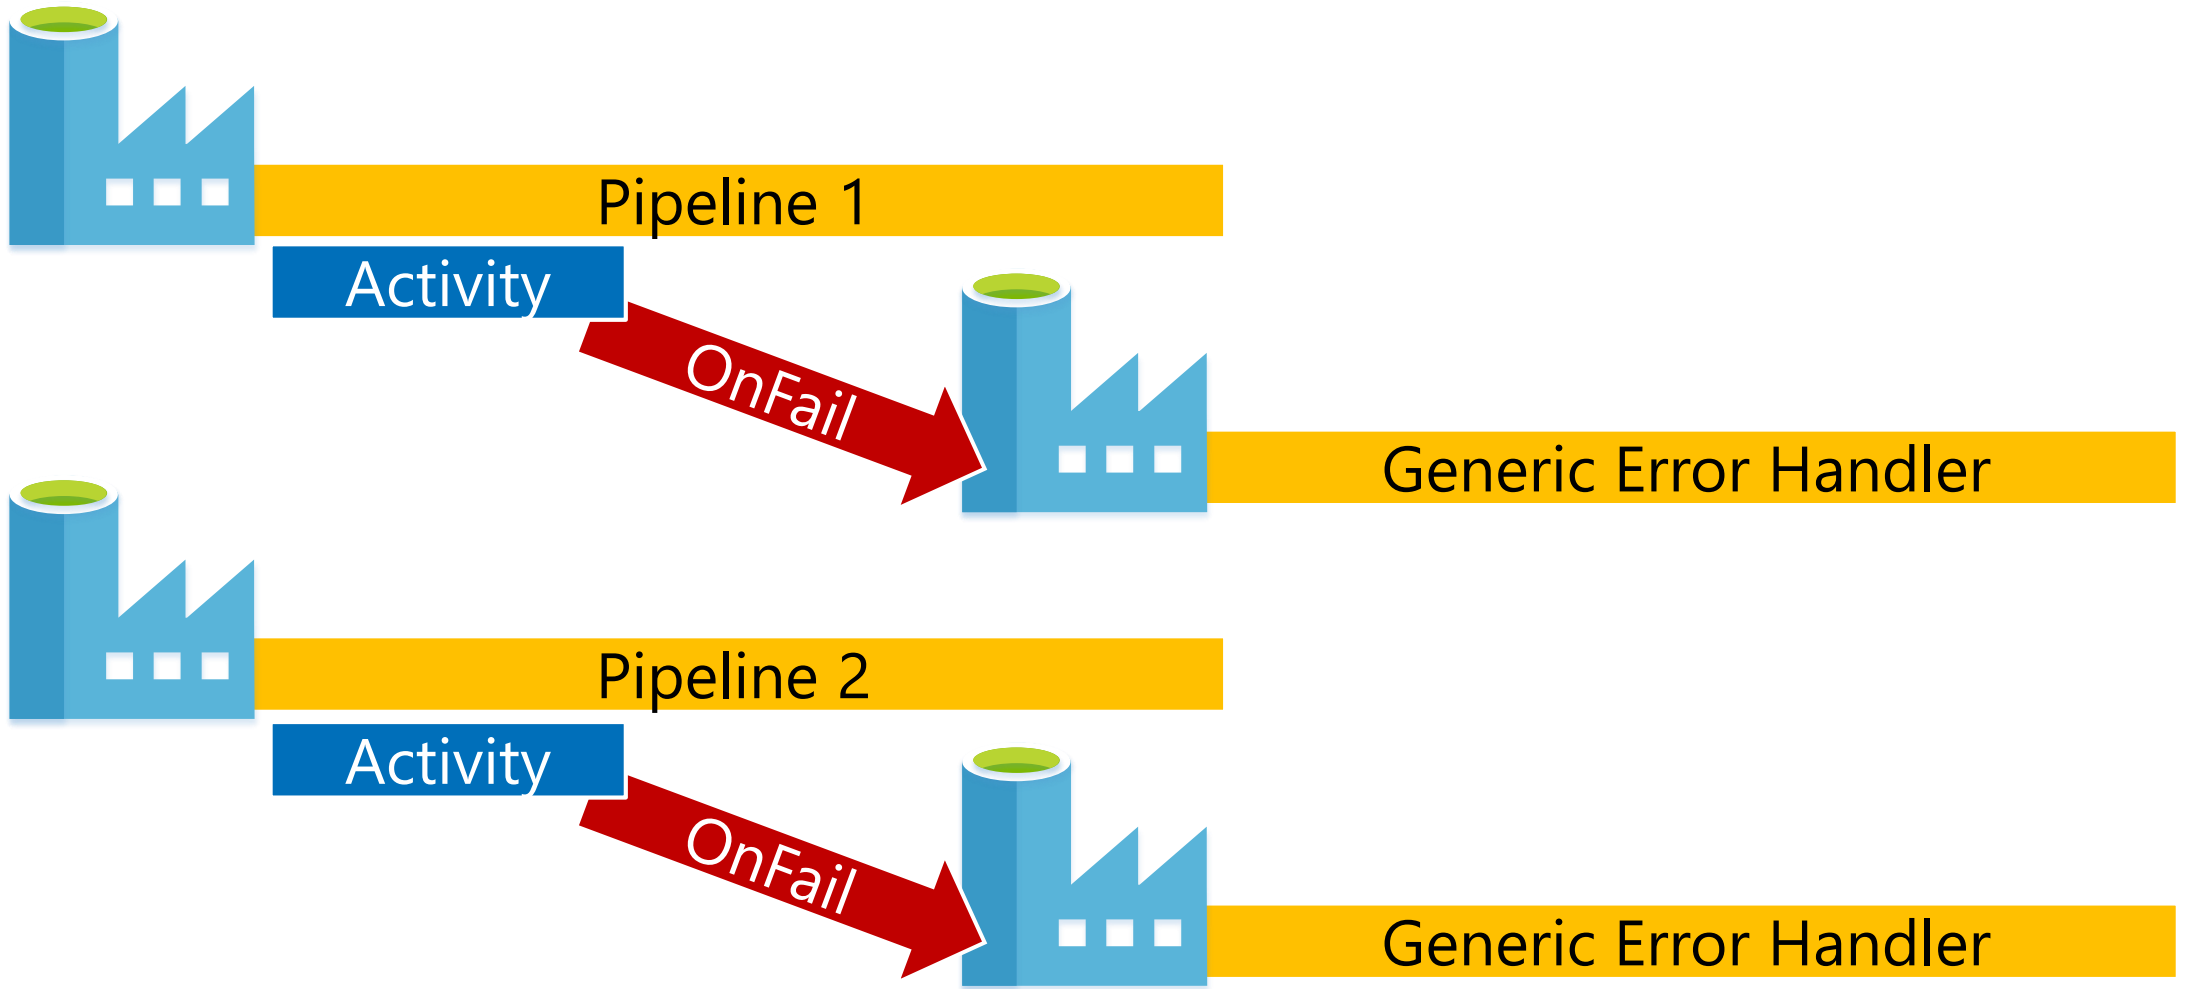 Pipeline 1
Activity
OnFail
Generic Error Handler
Pipeline 2
Activity
OnFail
Generic Error Handler